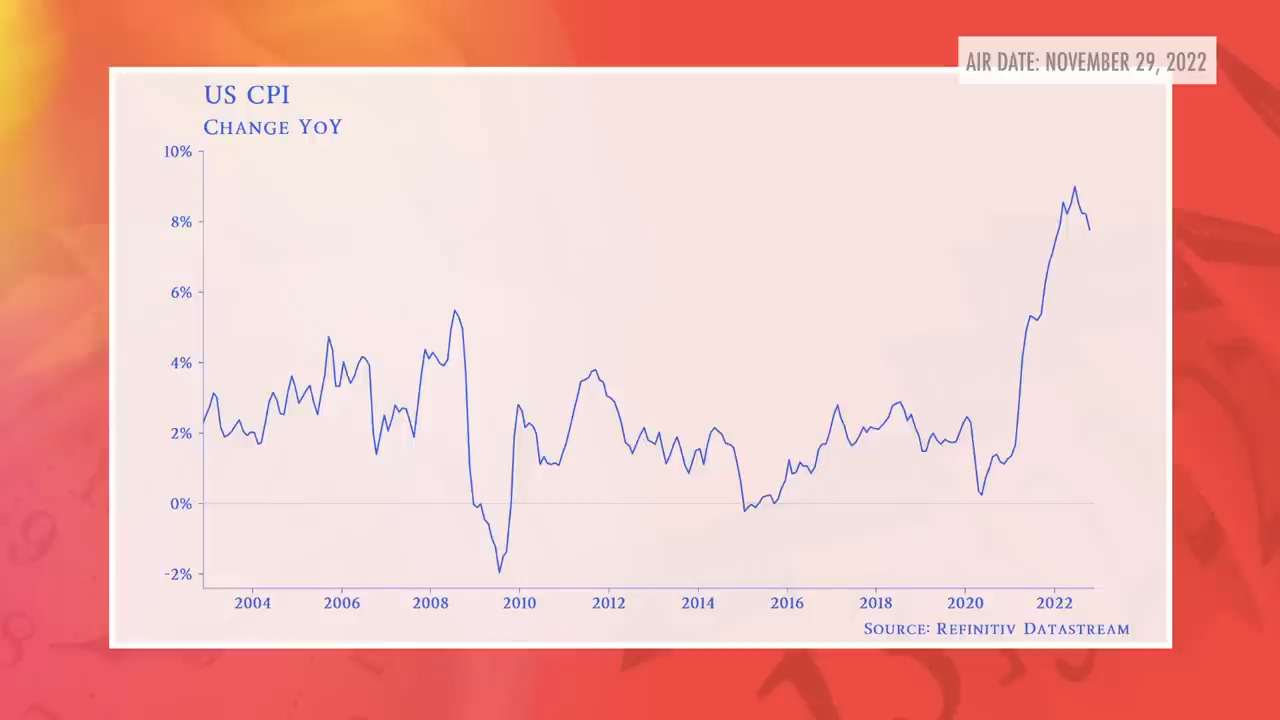 AIR DATE: NOVEMBER 29, 2022
US CPI
CHANGE YOY
10%
8%
6%
4%
2%
0%
-2%
2004 2006 2008 2010 2012 2014 2016 2018 2020 2022
SOURCE: REFINITIV DATASTREAM